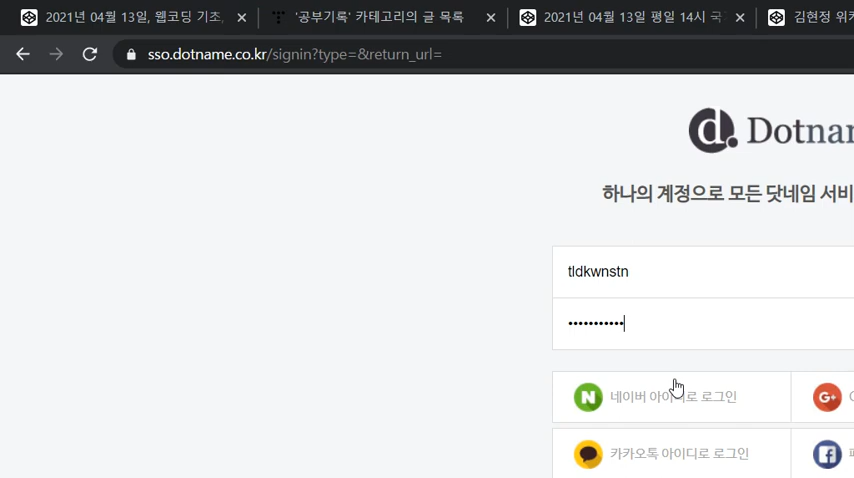 2021년 04월 13일, 웹코딩 기초,
'공부기록' 카테고리의 글 목록
2021년 04월 13일 평일 14시 국
김현정 위키
sso.dotname.co.kr/signin?type=&return_url=
d. Dotnam
하나의 계정으로 모든 닷네임 서비
tldkwnstn
•••••••••••
N 네이버 아이디로 로그인
G+
카카오톡 아이디로 로그인
f